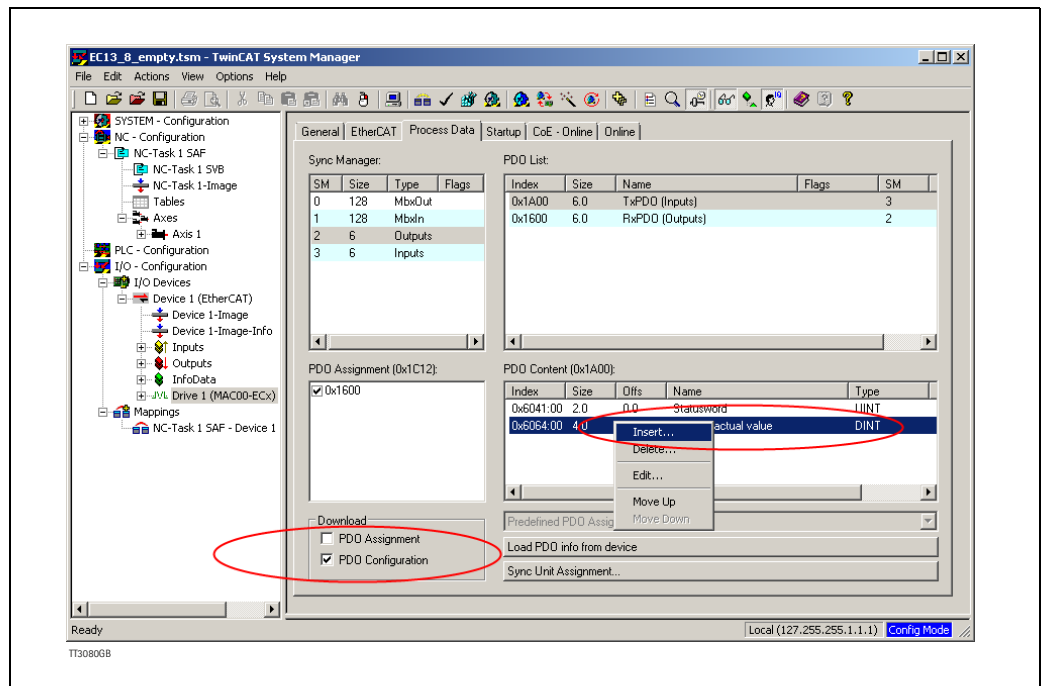 EC13_8_empty.tsm - TwinCAT System Manager
File Edit Actions View Options Help
SYSTEM - Configuration
NC - Configuration
NC-Task 1 SAF
NC-Task 1 SVB
NC-Task 1-Image
Tables
Axes
Axis 1
PLC - Configuration
I/O - Configuration
I/O Devices
Device 1 (EtherCAT)
Device 1-Image
Device 1-Image-Info
Inputs
Outputs
InfoData
Drive 1 (MAC00-ECx)
Mappings
NC-Task 1 SAF - Device 1
General EtherCAT Process Data Startup CoE - Online Online
Sync Manager:
SM Size Type Flags
0 128 MbxOut
1 128 MbxIn
2 6 Outputs
3 6 Inputs
PDO List:
Index Size Name Flags SM
0x1A00 6.0 TxPDO (Inputs) 3
0x1600 6.0 RxPDO (Outputs) 2
PDO Assignment (0x1C12):
0x1600
PDO Content (0x1A00):
Index Size Offs Name Type
0x6041:00 2.0 0.0 Statusword UINT
0x6064:00 4.0 actual value DINT
Insert...
Delete...
Edit...
Move Up
Move Down
Download
PDO Assignment
PDO Configuration
Predefined PDO Assig
Load PDO info from device
Sync Unit Assignment...
Ready
Local (127.255.255.1.1.1) Config Mode
TT3080GB